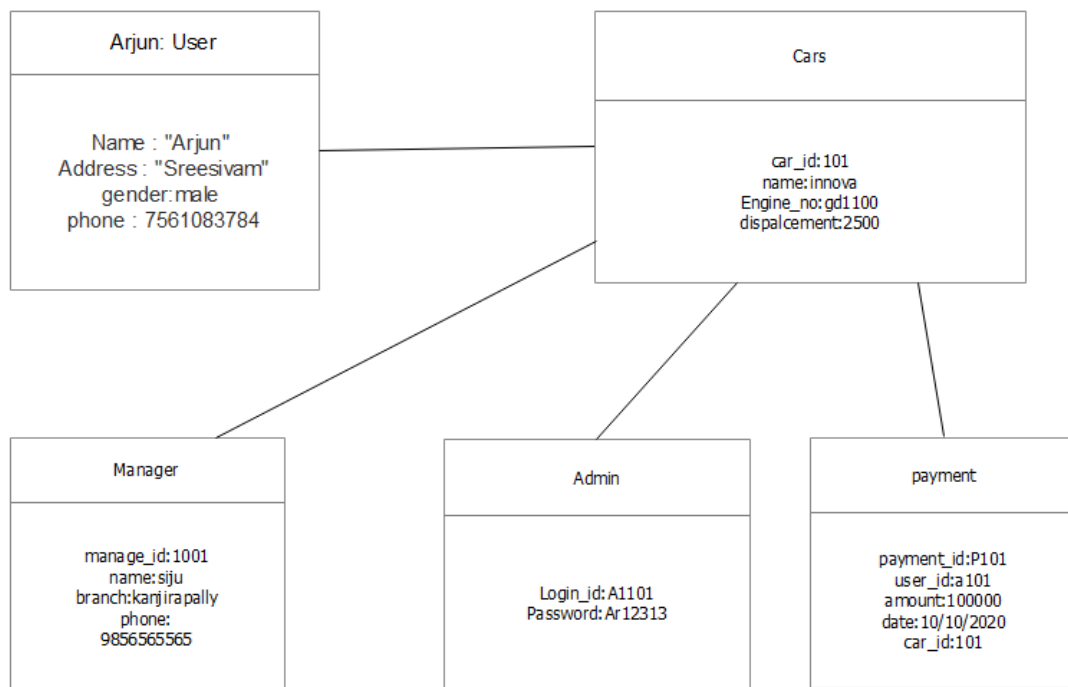 Arjun: User
Name : "Arjun"
Address : "Sreesivam"
gender:male
phone : 7561083784
Cars
car_id:101
name:innova
Engine_no:gd1100
dispalcement:2500
Manager
manage_id:1001
name:siju
branch:kanjirapally
phone:
9856565565
Admin
Login_id:A1101
Password:Ar12313
payment
payment_id:P101
user_id:a101
amount:100000
date:10/10/2020
car_id:101